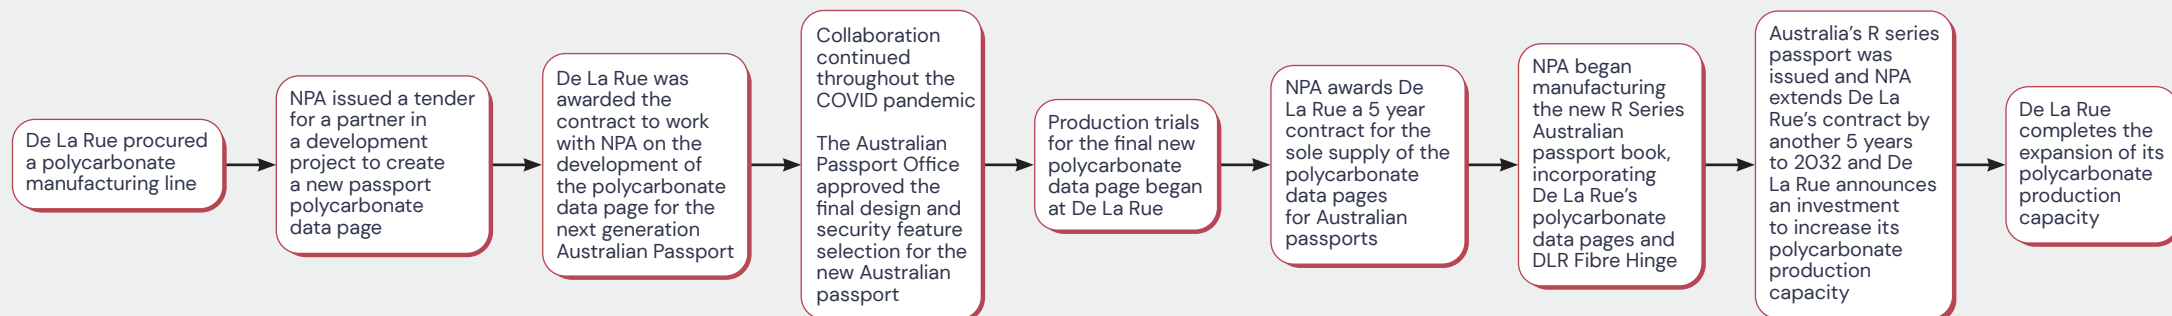 De La Rue procured
a polycarbonate
manufacturing line
NPA issued a tender
for a partner in
a development
project to create
a new passport
polycarbonate
data page
De La Rue was
awarded the
contract to work
with NPA on the
development of
the polycarbonate
data page for the
next generation
Australian Passport
Collaboration
continued
throughout the
COVID pandemic
The Australian
Passport Office
approved the
final design and
security feature
selection for the
new Australian
passport
Production trials
for the final new
polycarbonate
data page began
at De La Rue
NPA awards De
La Rue a 5 year
contract for the
sole supply of the
polycarbonate
data pages
for Australian
passports
NPA began
manufacturing
the new R Series
Australian
passport book,
incorporating
De La Rue’s
polycarbonate
data pages and
DLR Fibre Hinge
Australia’s R series
passport was
issued and NPA
extends De La
Rue’s contract by
another 5 years
to 2032 and De
La Rue announces
an investment
to increase its
polycarbonate
production
capacity
De La Rue
completes the
expansion of its
polycarbonate
production
capacity